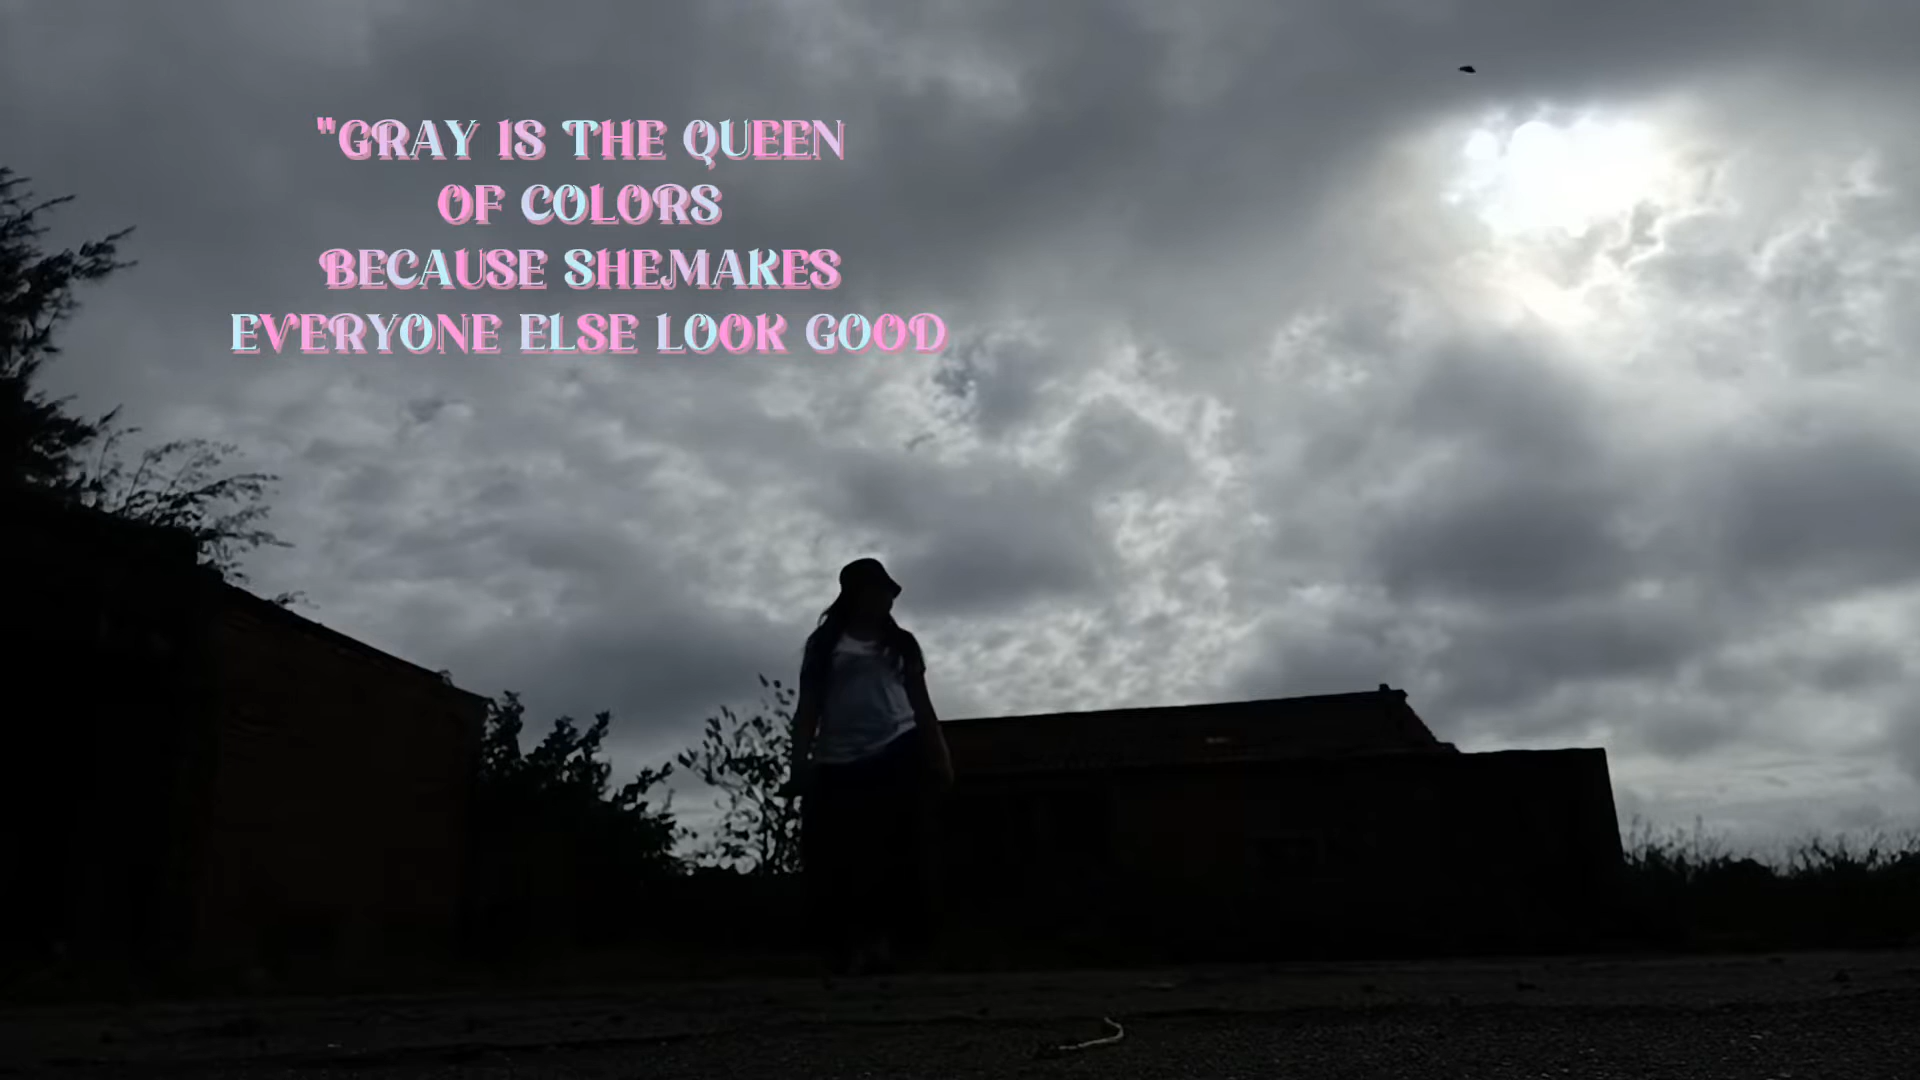 "GRAY IS THE QUEEN
OF COLORS
BECAUSE SHEMAKES
EVERYONE ELSE LOOK GOOD